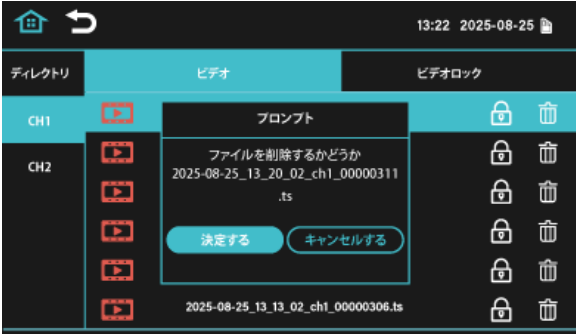 13:22 2025-08-25
ディレクトリ ビデオ ビデオロック
CH1
CH2
プロンプト
ファイルを削除するかどうか
2025-08-25_13_20_02_ch1_00000311
.ts
決定する キャンセルする
2025-08-25_13_13_02_ch1_00000306.ts